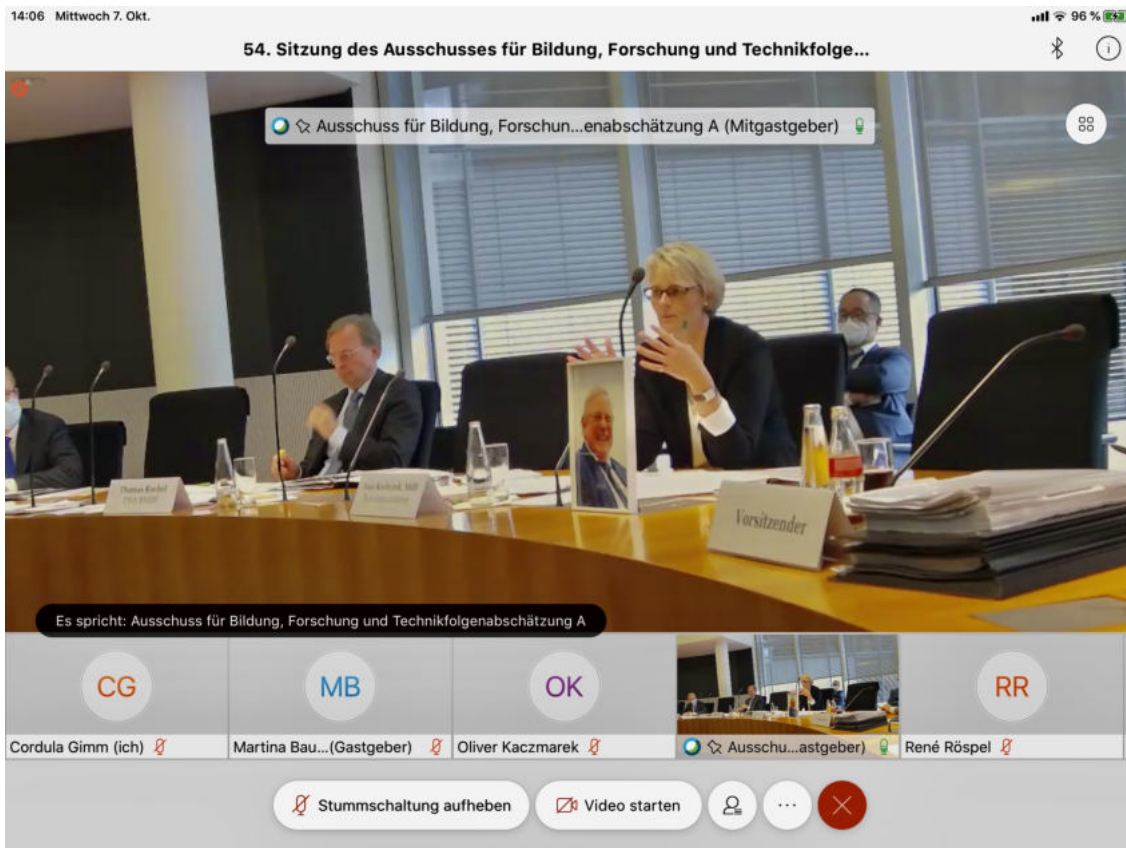 14:06 Mittwoch 7. Okt.
96 %
54. Sitzung des Ausschusses für Bildung, Forschung und Technikfolge...
Ausschuss für Bildung, Forschun...enabschätzung A (Mitgastgeber)
Thomas Rachel
Vorsitzender
Es spricht: Ausschuss für Bildung, Forschung und Technikfolgenabschätzung A
CG
MB
OK
RR
Cordula Gimm (ich)
Martina Bau...(Gastgeber)
Oliver Kaczmarek
Ausschu...astgeber)
René Röspel
Stummschaltung aufheben
Video starten